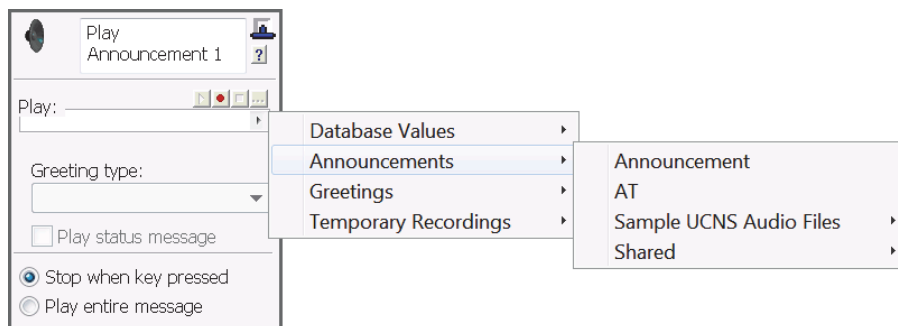 Play
Announcement 1
?
Play:
...
Database Values
Announcements
Announcement
Greeting type:
AT
Greetings
Sample UCNS Audio Files
Temporary Recordings
Play status message
Shared
Stop when key pressed
Play entire message